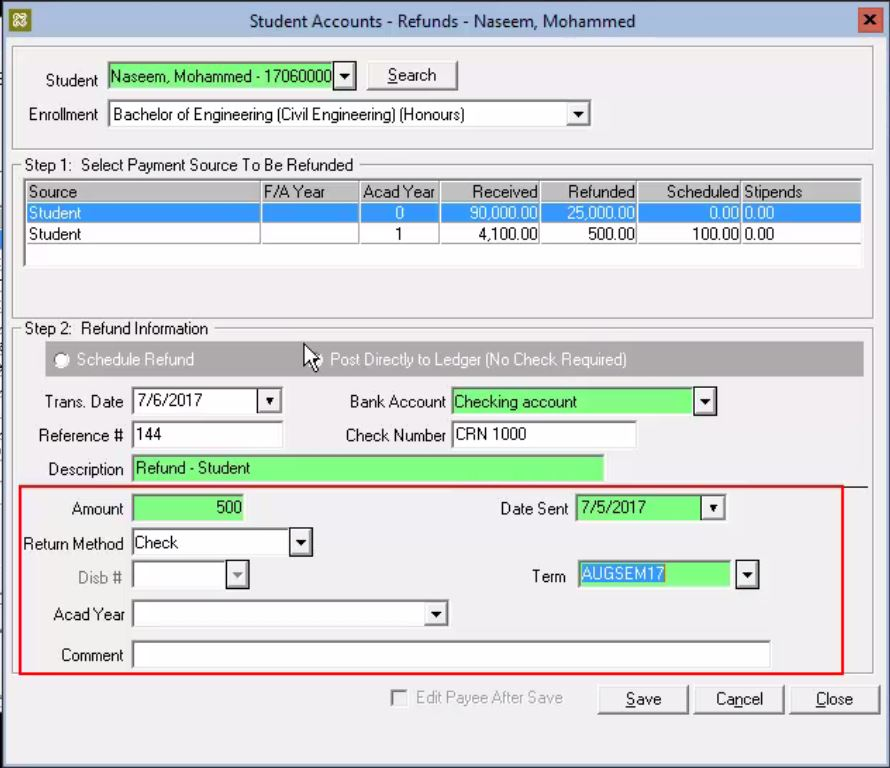 Student Accounts - Refunds - Naseem, Mohammed
Student Naseem, Mohammed - 17060000 Search
Enrollment Bachelor of Engineering (Civil Engineering) (Honours)
Step 1: Select Payment Source To Be Refunded
Source F/A Year Acad Year Received Refunded Scheduled Stipends
Student 0 90,000.00 25,000.00 0.00 0.00
Student 1 4,100.00 500.00 100.00 0.00
Step 2: Refund Information
Schedule Refund Post Directly to Ledger (No Check Required)
Trans. Date 7/6/2017 Bank Account Checking account
Reference # 144 Check Number CRN 1000
Description Refund - Student
Amount 500 Date Sent 7/5/2017
Return Method Check
Disb # Term AUGSEM17
Acad Year
Comment
Edit Payee After Save Save Cancel Close